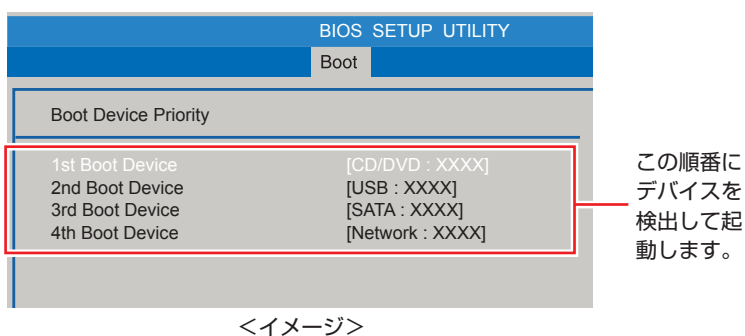 BIOS SETUP UTILITY
Boot
Boot Device Priority
1st Boot Device [CD/DVD : XXXX]
2nd Boot Device [USB : XXXX]
3rd Boot Device [SATA : XXXX]
4th Boot Device [Network : XXXX]
この順番に
デバイスを
検出して起
動します。
＜イメージ＞